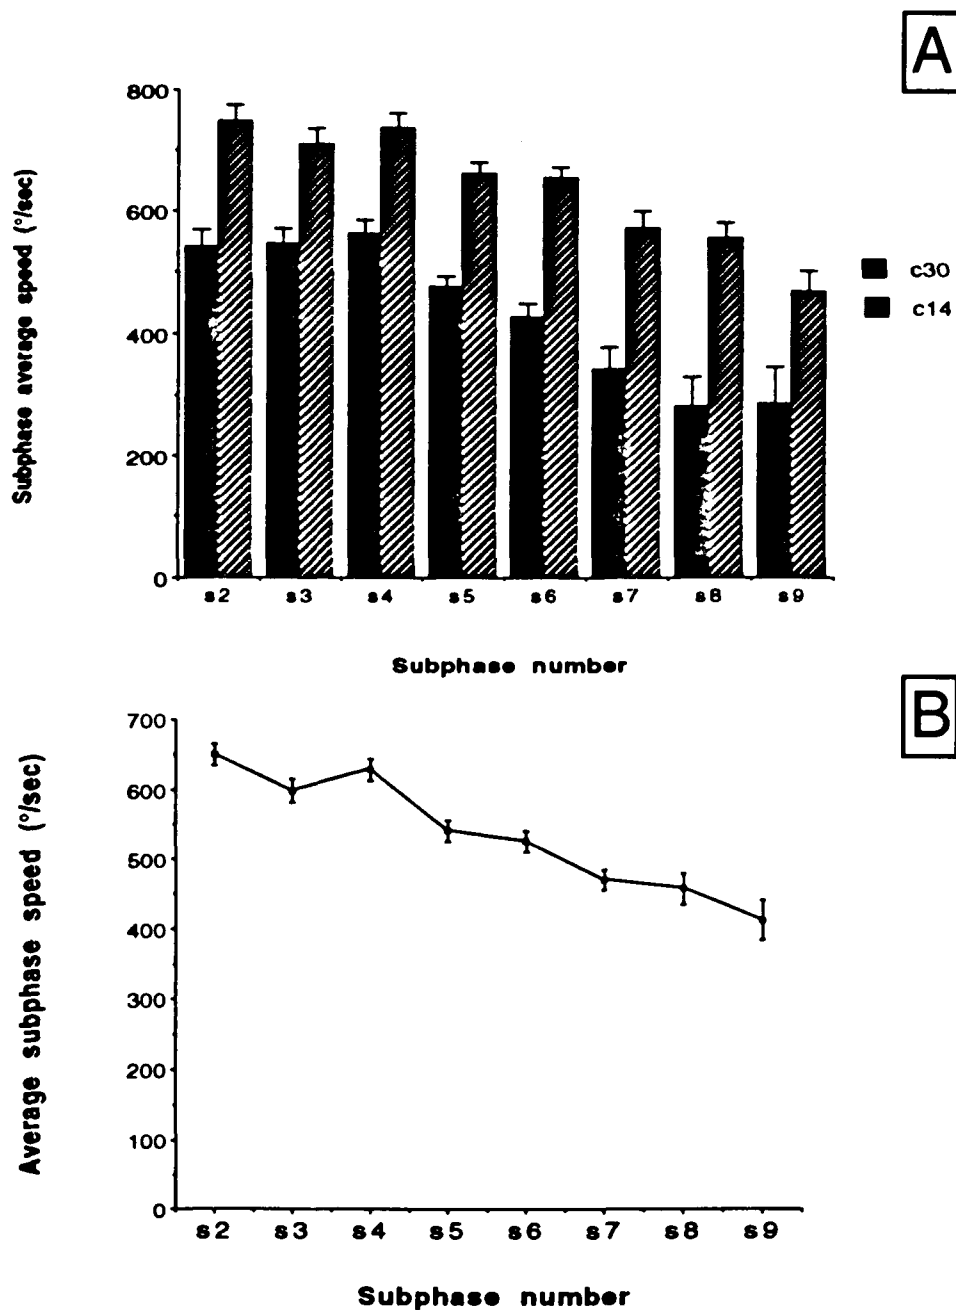 A
Subphase average speed (°/sec)
800
600
400
200
0
s2 s3 s4 s5 s6 s7 s8 s9
Subphase number
c30
c14
B
Average subphase speed (°/sec)
700
600
500
400
300
200
100
0
s2 s3 s4 s5 s6 s7 s8 s9
Subphase number